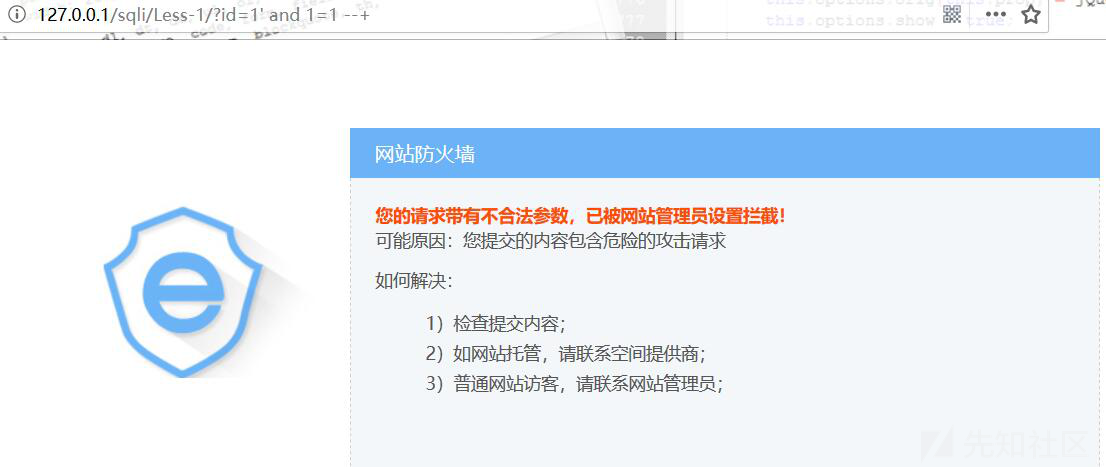 127.0.0.1/sqli/Less-1/?id=1' and 1=1 --+
this.options.show = true;
网站防火墙
您的请求带有不合法参数，已被网站管理员设置拦截！
可能原因：您提交的内容包含危险的攻击请求
如何解决：
1）检查提交内容；
2）如网站托管，请联系空间提供商；
3）普通网站访客，请联系网站管理员；
先知社区